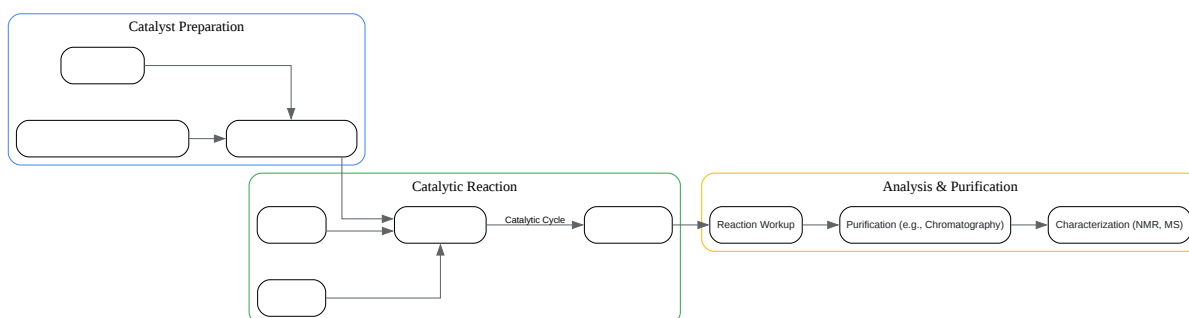 Catalyst Preparation
Catalytic Reaction
Catalytic Cycle
Analysis & Purification
Reaction Workup
Purification (e.g., Chromatography)
Characterization (NMR, MS)